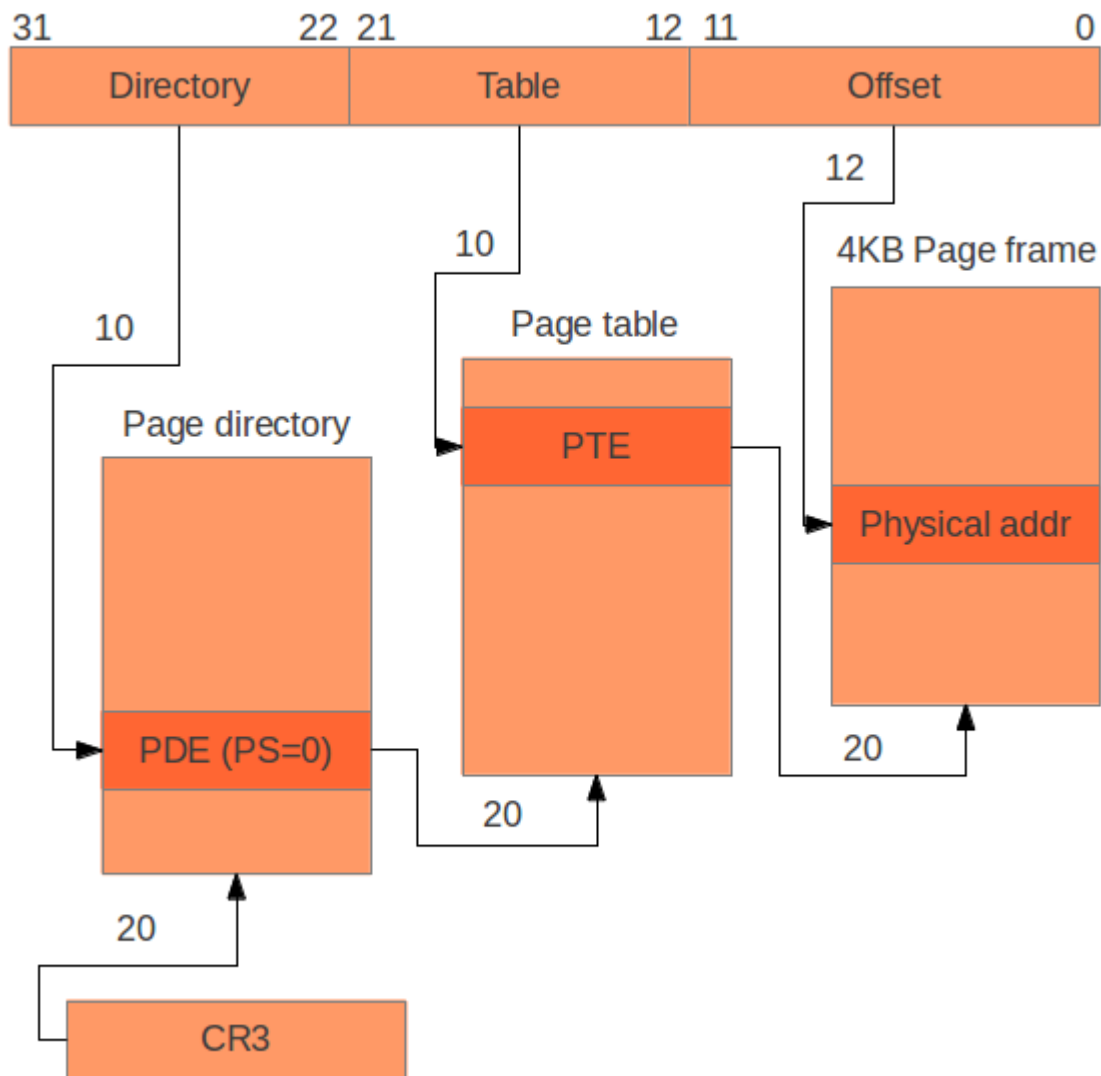 31 22 21 12 11 0
Directory Table Offset
12
10
4KB Page frame
10
Page table
Page directory
PTE
Physical addr
PDE (PS=0)
20
20
20
CR3